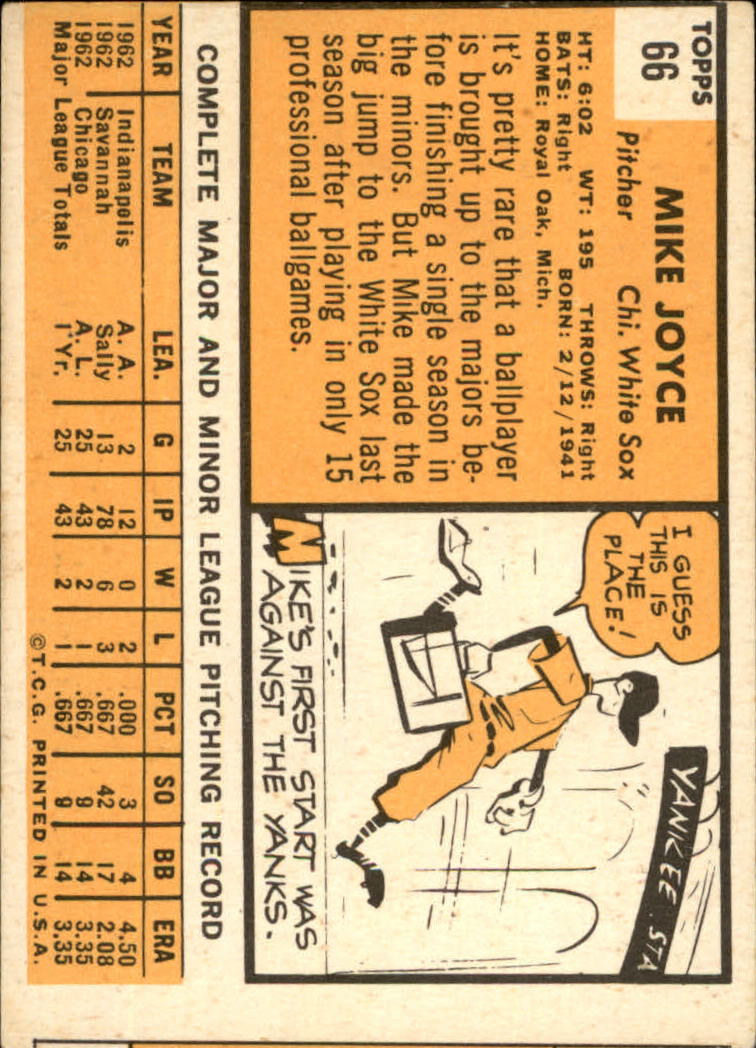 TOPPS
66
MIKE JOYCE
Pitcher Chi. White Sox
HT: 6:02 WT: 195 THROWS: Right
BATS: Right BORN: 2/12/1941
HOME: Royal Oak, Mich.
It's pretty rare that a ballplayer
is brought up to the majors be-
fore finishing a single season in
the minors. But Mike made the
big jump to the White Sox last
season after playing in only 15
professional ballgames.
I GUESS
THIS IS
THE
PLACE!
YANKEE STA
MIKE'S FIRST START WAS
AGAINST THE YANKS.
COMPLETE MAJOR AND MINOR LEAGUE PITCHING RECORD
YEAR TEAM LEA. G IP W L PCT SO BB ERA
1962 Indianapolis A. A. 2 12 0 2 .000 3 4 4.50
1962 Savannah Sally 13 78 6 3 .667 42 17 2.08
1962 Chicago A. L. 25 43 2 1 .667 9 14 3.35
Major League Totals 1 Yr. 25 43 2 1 .667 9 14 3.35
©T.C.G. PRINTED IN U.S.A.